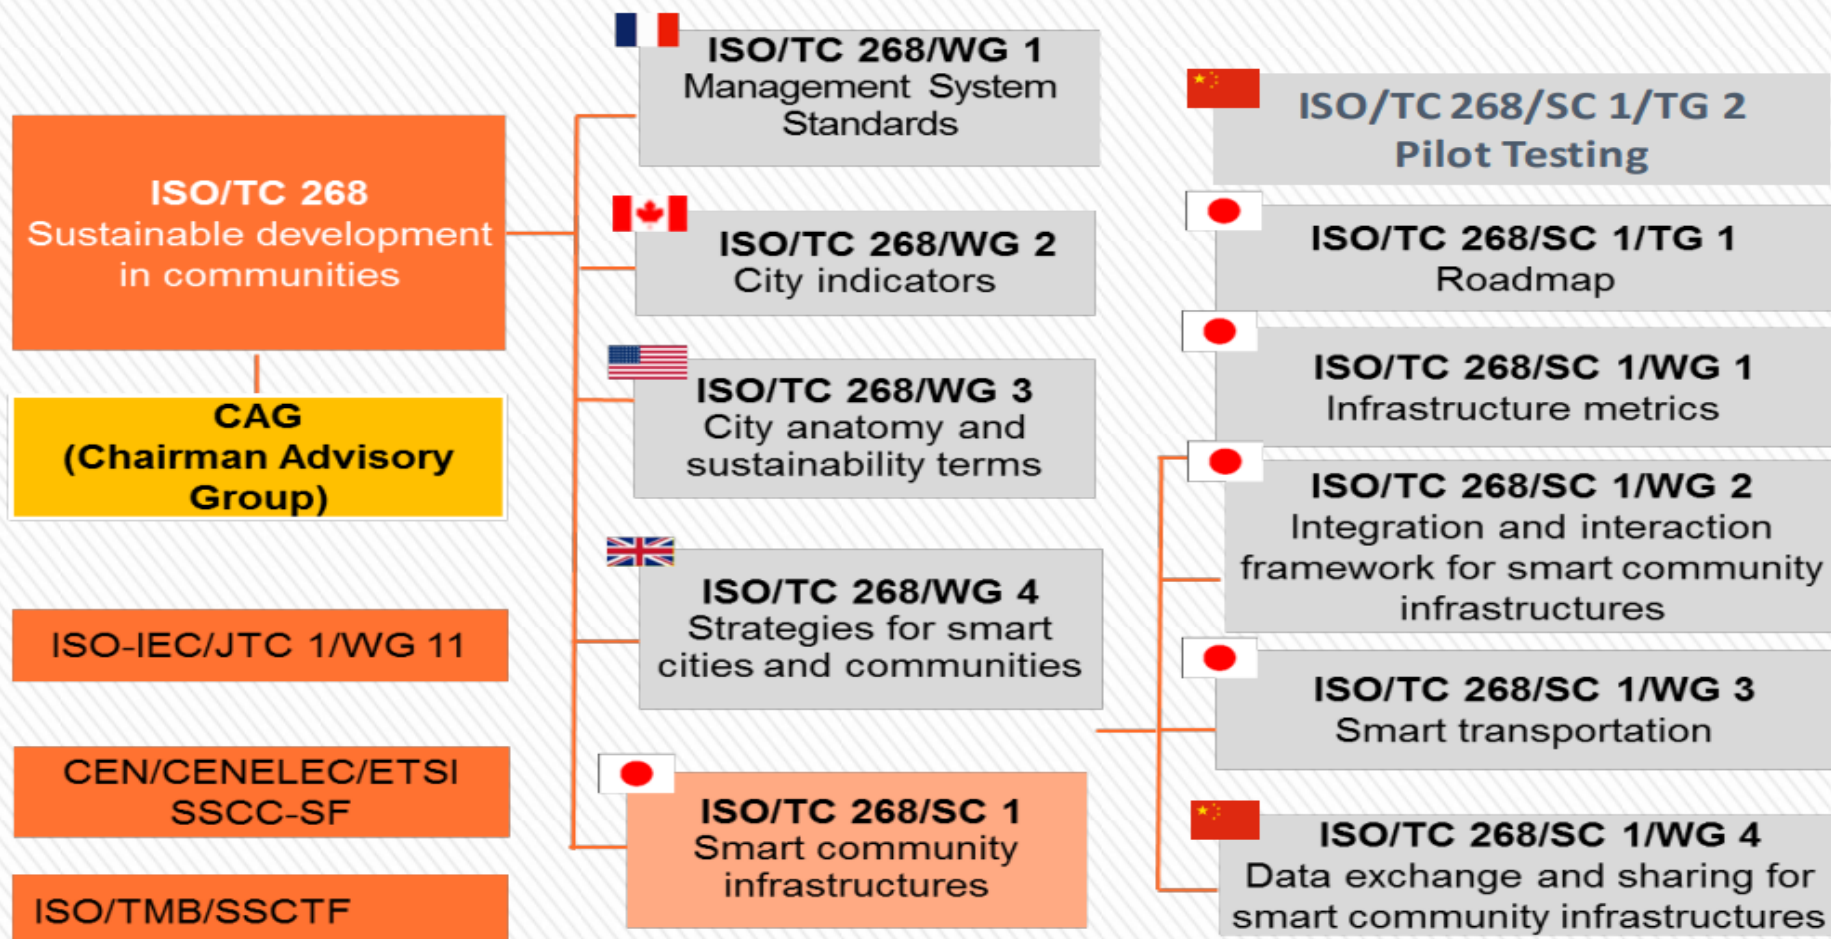 ISO/TC 268
Sustainable development
in communities
CAG
(Chairman Advisory
Group)
ISO-IEC/JTC 1/WG 11
CEN/CENELEC/ETSI
SSCC-SF
ISO/TMB/SSCTF
ISO/TC 268/WG 1
Management System
Standards
ISO/TC 268/WG 2
City indicators
ISO/TC 268/WG 3
City anatomy and
sustainability terms
ISO/TC 268/WG 4
Strategies for smart
cities and communities
ISO/TC 268/SC 1
Smart community
infrastructures
ISO/TC 268/SC 1/TG 2
Pilot Testing
ISO/TC 268/SC 1/TG 1
Roadmap
ISO/TC 268/SC 1/WG 1
Infrastructure metrics
ISO/TC 268/SC 1/WG 2
Integration and interaction
framework for smart community
infrastructures
ISO/TC 268/SC 1/WG 3
Smart transportation
ISO/TC 268/SC 1/WG 4
Data exchange and sharing for
smart community infrastructures